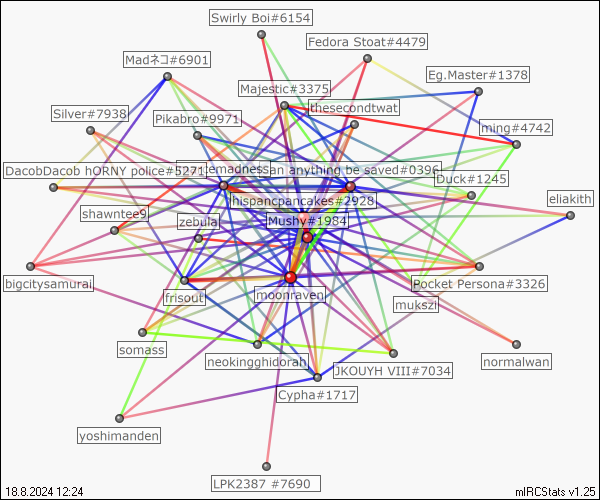 Swirly Boi#6154
Fedora Stoat#4479
Madネコ#6901
Eg.Master#1378
Majestic#3375
thesecondtwat
Silver#7938
Pikabro#9971
ming#4742
DacobDacob hORNY police#5271
can anything be saved#0396
Duck#1245
hispancpancakes#2928
eliakith
shawntee9
zebula
Mushy#1984
bigcitysamurai
frisout
moonraven
Pocket Persona#3326
mukszi
somass
neokingghidorah
JKOUYH VIII#7034
normalwan
Cypha#1717
yoshimanden
LPK2387 #7690
18.8.2024 12:24
mIRCStats v1.25